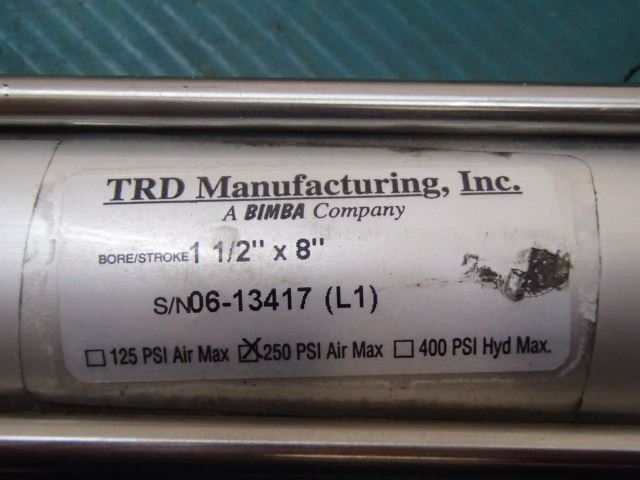 TRD Manufacturing, Inc.
A BIMBA Company
BORE/STROKE 1 1/2" x 8"
S/N 06-13417 (L1)
☐ 125 PSI Air Max ☒ 250 PSI Air Max ☐ 400 PSI Hyd Max.